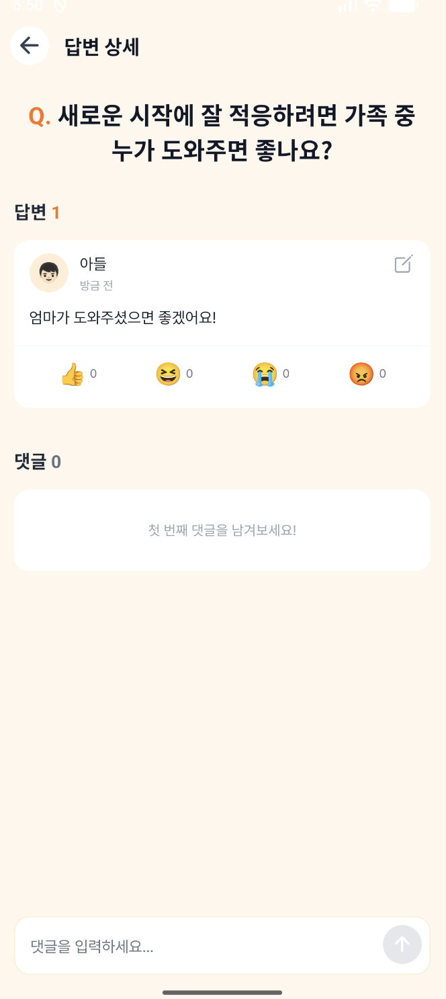 6:50
답변 상세
Q. 새로운 시작에 잘 적응하려면 가족 중
누가 도와주면 좋나요?
답변 1
아들
방금 전
엄마가 도와주셨으면 좋겠어요!
0 0 0 0
댓글 0
첫 번째 댓글을 남겨보세요!
댓글을 입력하세요...